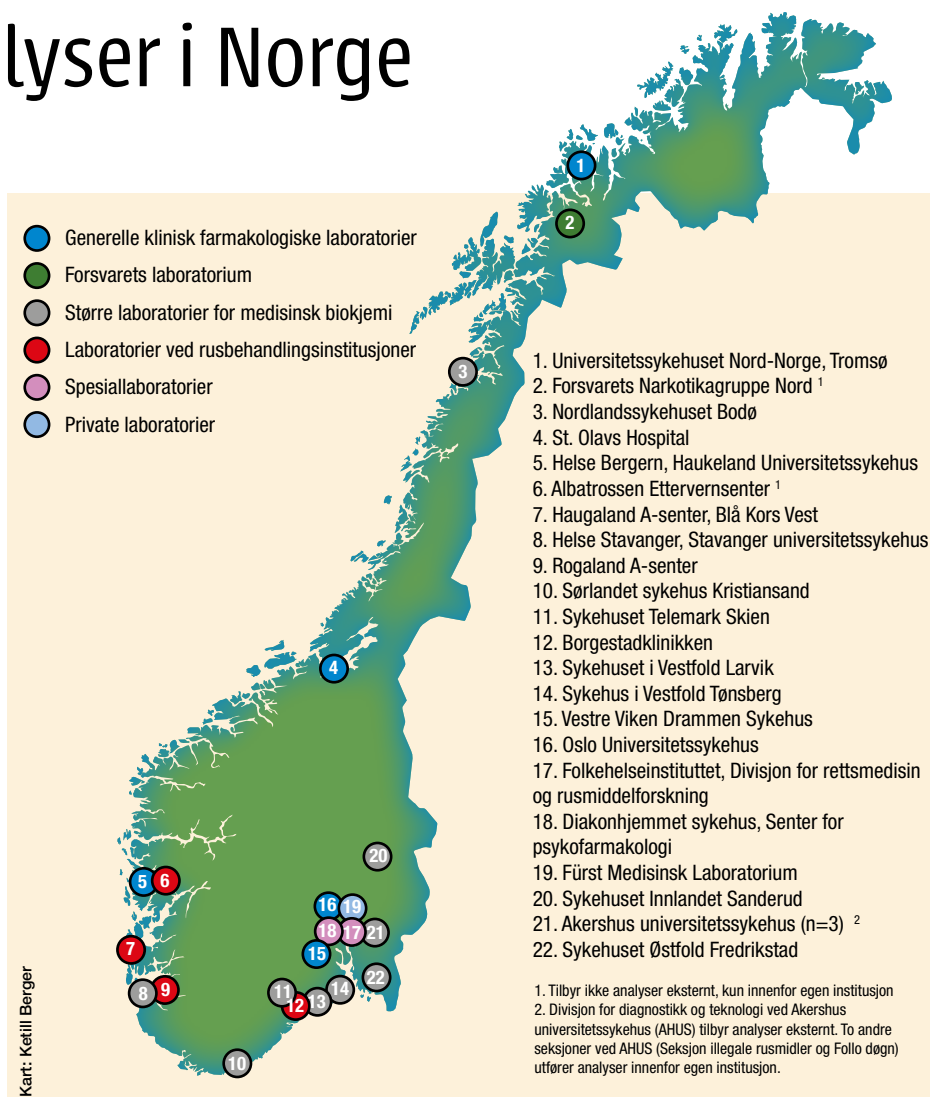 lyser i Norge
Generelle klinisk farmakologiske laboratorier
Forsvarets laboratorium
Større laboratorier for medisinsk biokjemi
Laboratorier ved rusbehandlingsinstitusjoner
Spesiallaboratorier
Private laboratorier
1
2
3
4
5
6
7
8
9
10
11
12
13
14
15
16
19
18
17
21
20
22
1. Universitetssykehuset Nord-Norge, Tromsø
2. Forsvarets Narkotikagruppe Nord 1
3. Nordlandssykehuset Bodø
4. St. Olavs Hospital
5. Helse Bergern, Haukeland Universitetssykehus
6. Albatrossen Ettervernsenter 1
7. Haugaland A-senter, Blå Kors Vest
8. Helse Stavanger, Stavanger universitetssykehus
9. Rogaland A-senter
10. Sørlandet sykehus Kristiansand
11. Sykehuset Telemark Skien
12. Borgestadklinikken
13. Sykehuset i Vestfold Larvik
14. Sykehus i Vestfold Tønsberg
15. Vestre Viken Drammen Sykehus
16. Oslo Universitetssykehus
17. Folkehelseinstituttet, Divisjon for rettsmedisin
og rusmiddelforskning
18. Diakonhjemmet sykehus, Senter for
psykofarmakologi
19. Fürst Medisinsk Laboratorium
20. Sykehuset Innlandet Sanderud
21. Akershus universitetssykehus (n=3) 2
22. Sykehuset Østfold Fredrikstad
1. Tilbyr ikke analyser eksternt, kun innenfor egen institusjon
2. Divisjon for diagnostikk og teknologi ved Akershus
universitetssykehus (AHUS) tilbyr analyser eksternt. To andre
seksjoner ved AHUS (Seksjon illegale rusmidler og Follo døgn)
utfører analyser innenfor egen institusjon.
Kart: Ketill Berger